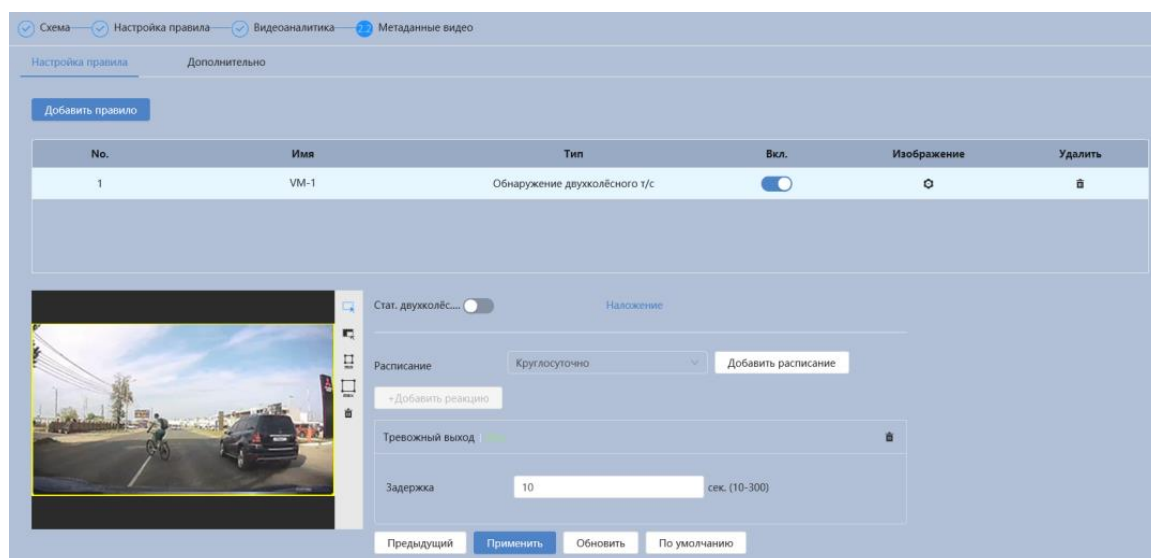 Схема Настройка правила Видеоаналитика 2.2 Метаданные видео
Настройка правила Дополнительно
Добавить правило
No. Имя Тип Вкл. Изображение Удалить
1 VM-1 Обнаружение двухколёсного т/с
Стат. двухколёс.... Наложение
Расписание Круглосуточно Добавить расписание
+Добавить реакцию
Тревожный выход
Задержка 10 сек. (10-300)
Предыдущий Применить Обновить По умолчанию